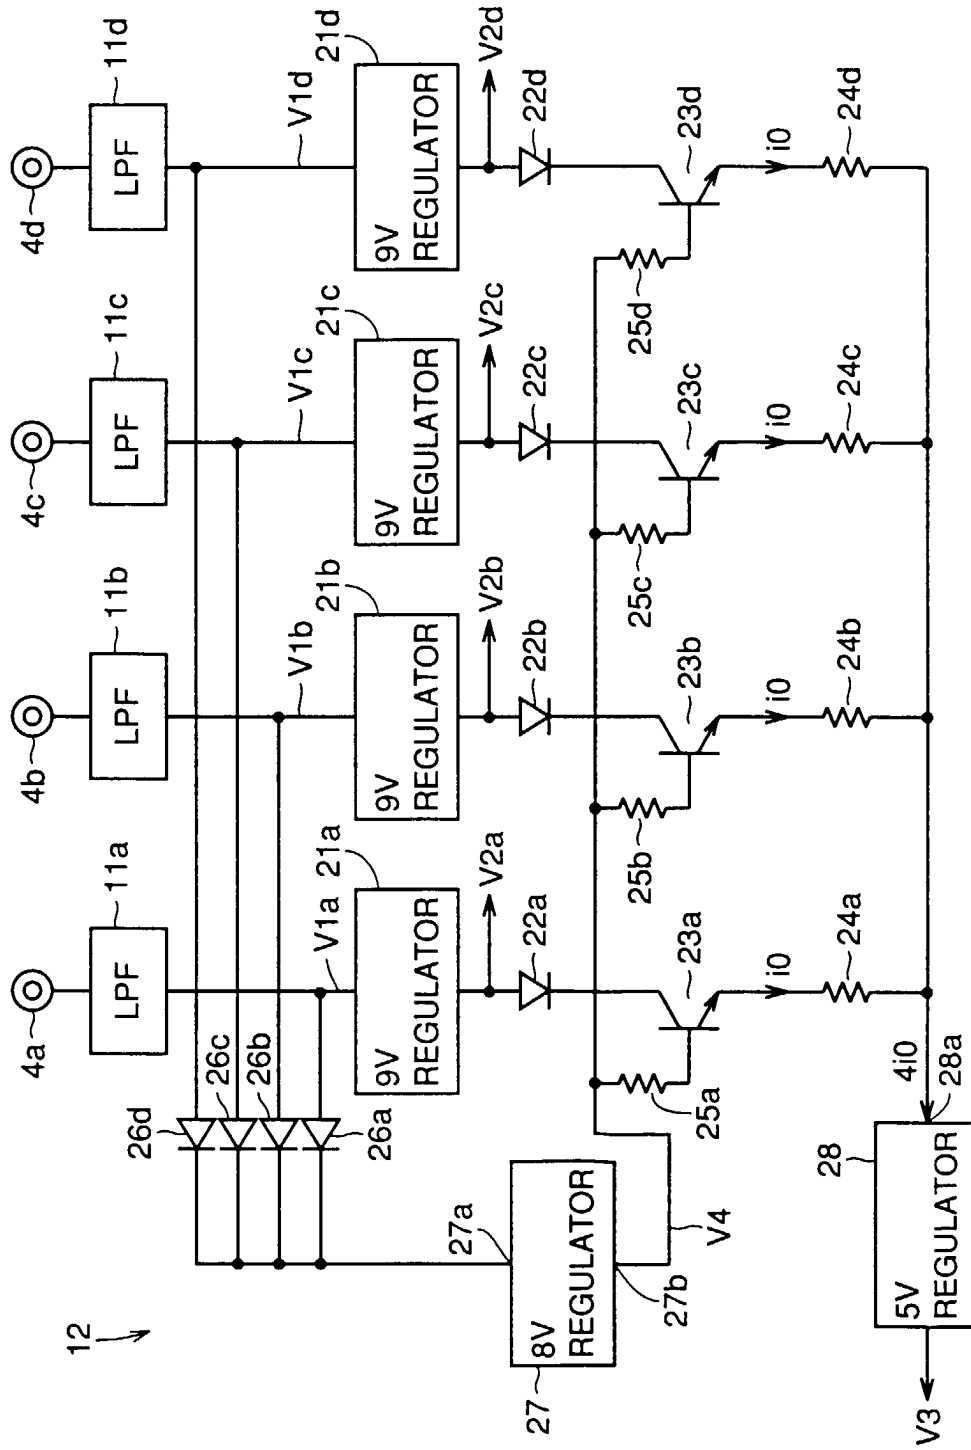 12
4a
4b
4c
4d
11a
11b
11c
11d
LPF
LPF
LPF
LPF
26d
26c
26b
26a
V1a
V1b
V1c
V1d
21a
21b
21c
21d
9V
REGULATOR
9V
REGULATOR
9V
REGULATOR
9V
REGULATOR
V2a
V2b
V2c
V2d
22a
22b
22c
22d
27a
8V
REGULATOR
27
27b
V4
25a
25b
25c
25d
23a
23b
23c
23d
i0
i0
i0
i0
24a
24b
24c
24d
4i0
28a
28
5V
REGULATOR
V3